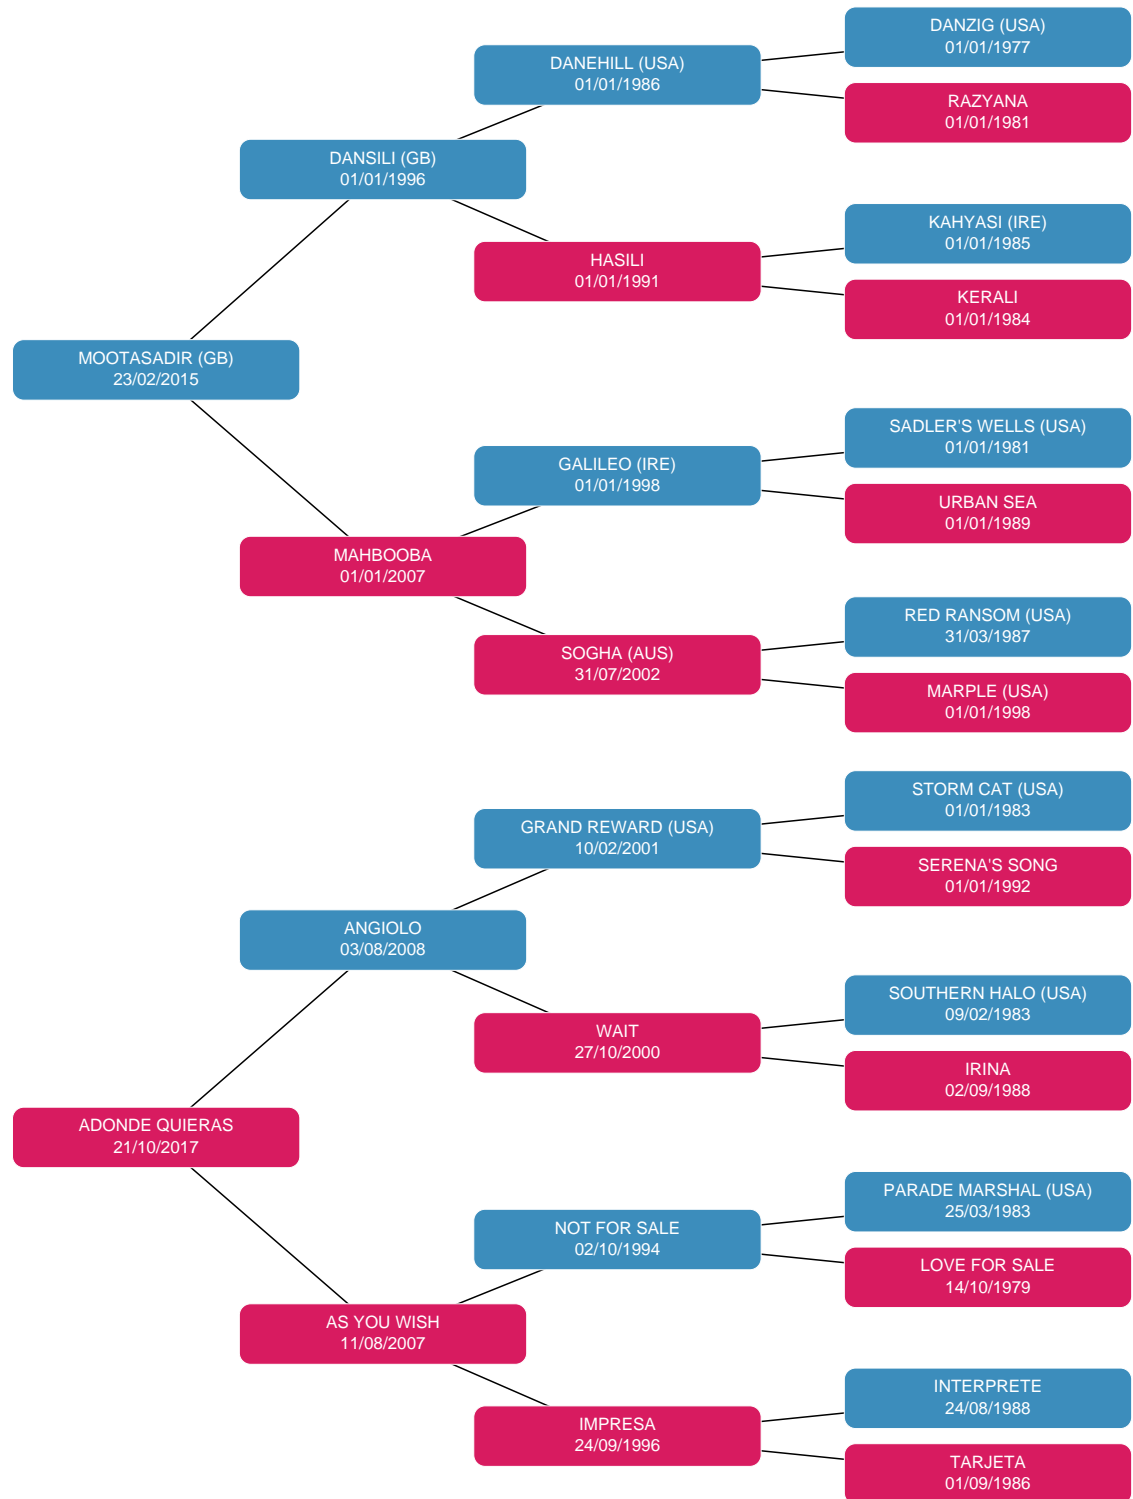 DANZIG (USA)
01/01/1977
DANEHILL (USA)
01/01/1986
RAZYANA
01/01/1981
DANSILI (GB)
01/01/1996
KAHYASI (IRE)
01/01/1985
HASILI
01/01/1991
KERALI
01/01/1984
MOOTASADIR (GB)
23/02/2015
SADLER'S WELLS (USA)
01/01/1981
GALILEO (IRE)
01/01/1998
URBAN SEA
01/01/1989
MAHBOOBA
01/01/2007
RED RANSOM (USA)
31/03/1987
SOGHA (AUS)
31/07/2002
MARPLE (USA)
01/01/1998
STORM CAT (USA)
01/01/1983
GRAND REWARD (USA)
10/02/2001
SERENA'S SONG
01/01/1992
ANGIOLO
03/08/2008
SOUTHERN HALO (USA)
09/02/1983
WAIT
27/10/2000
IRINA
02/09/1988
ADONDE QUIERAS
21/10/2017
PARADE MARSHAL (USA)
25/03/1983
NOT FOR SALE
02/10/1994
LOVE FOR SALE
14/10/1979
AS YOU WISH
11/08/2007
INTERPRETE
24/08/1988
IMPRESA
24/09/1996
TARJETA
01/09/1986